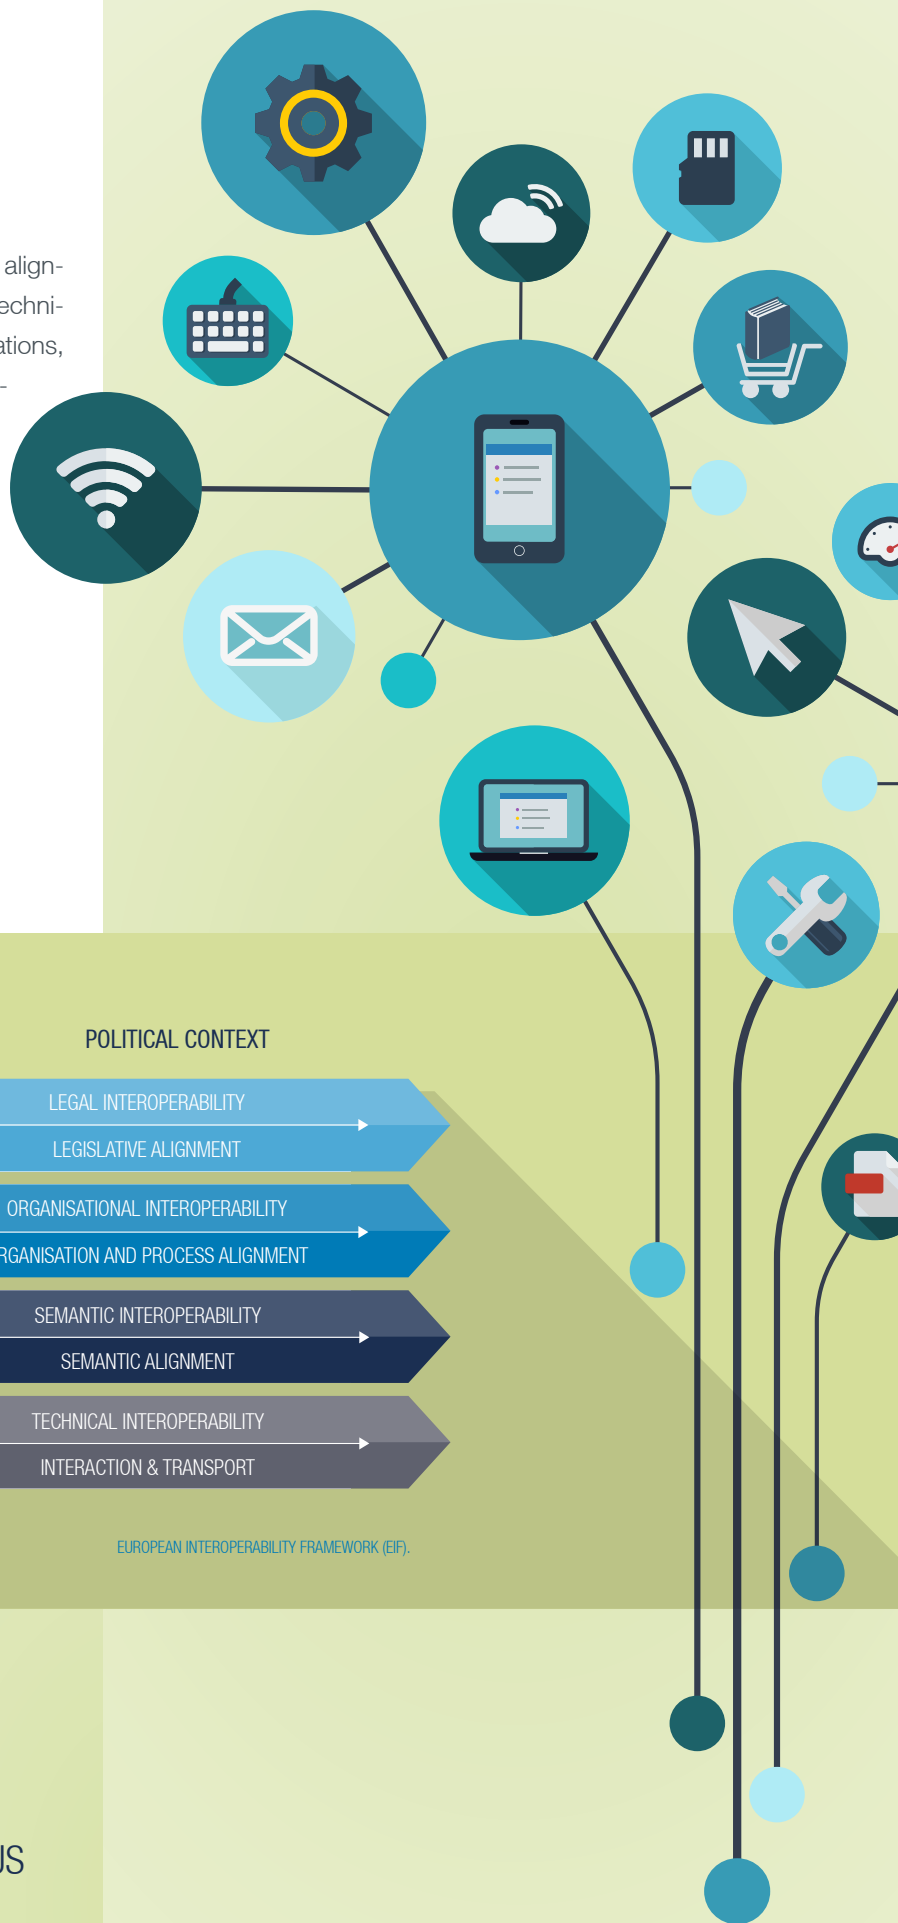 align-
echni-
ations,
-
POLITICAL CONTEXT
LEGAL INTEROPERABILITY
LEGISLATIVE ALIGNMENT
ORGANISATIONAL INTEROPERABILITY
RGANISATION AND PROCESS ALIGNMENT
SEMANTIC INTEROPERABILITY
SEMANTIC ALIGNMENT
TECHNICAL INTEROPERABILITY
INTERACTION & TRANSPORT
EUROPEAN INTEROPERABILITY FRAMEWORK (EIF).
US